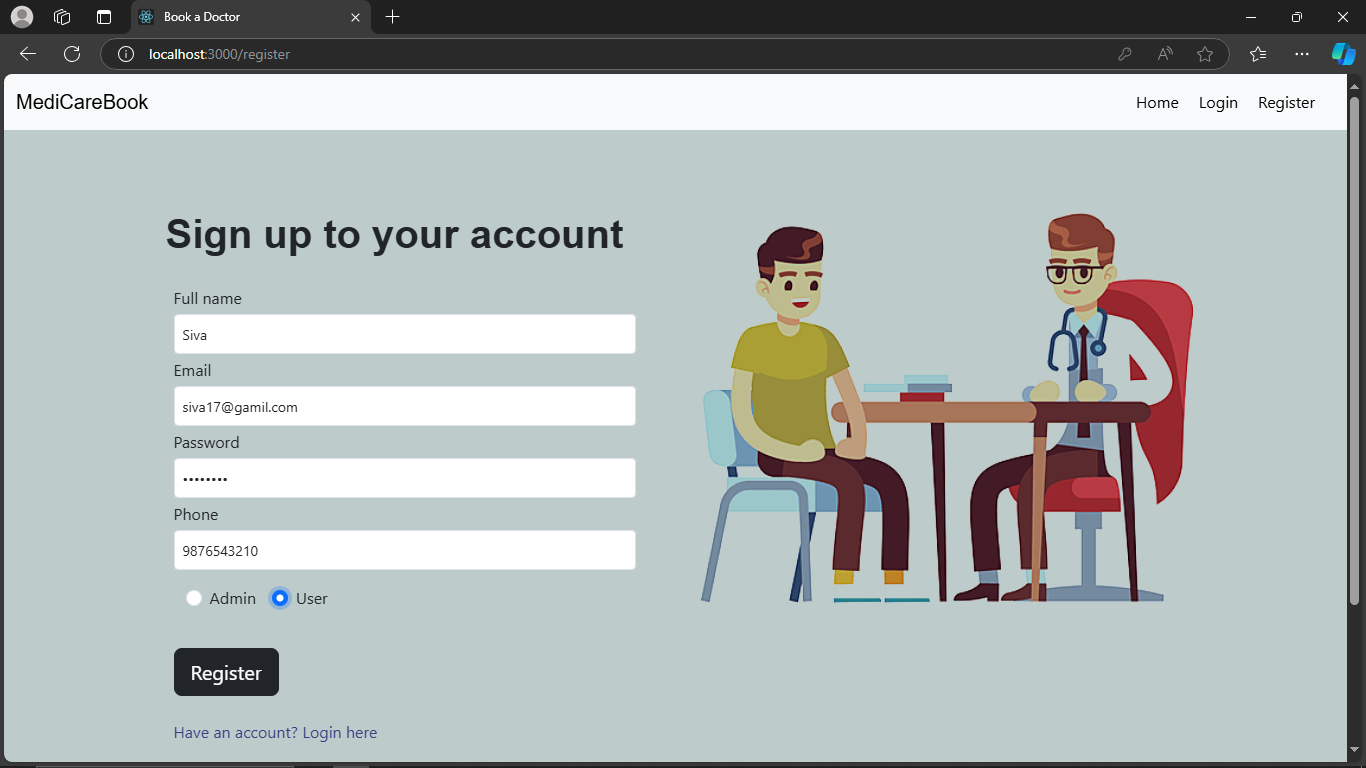 Book a Doctor
localhost:3000/register
MediCareBook
Home Login Register
Sign up to your account
Full name
Siva
Email
siva17@gamil.com
Password
••••••••
Phone
9876543210
Admin User
Register
Have an account? Login here